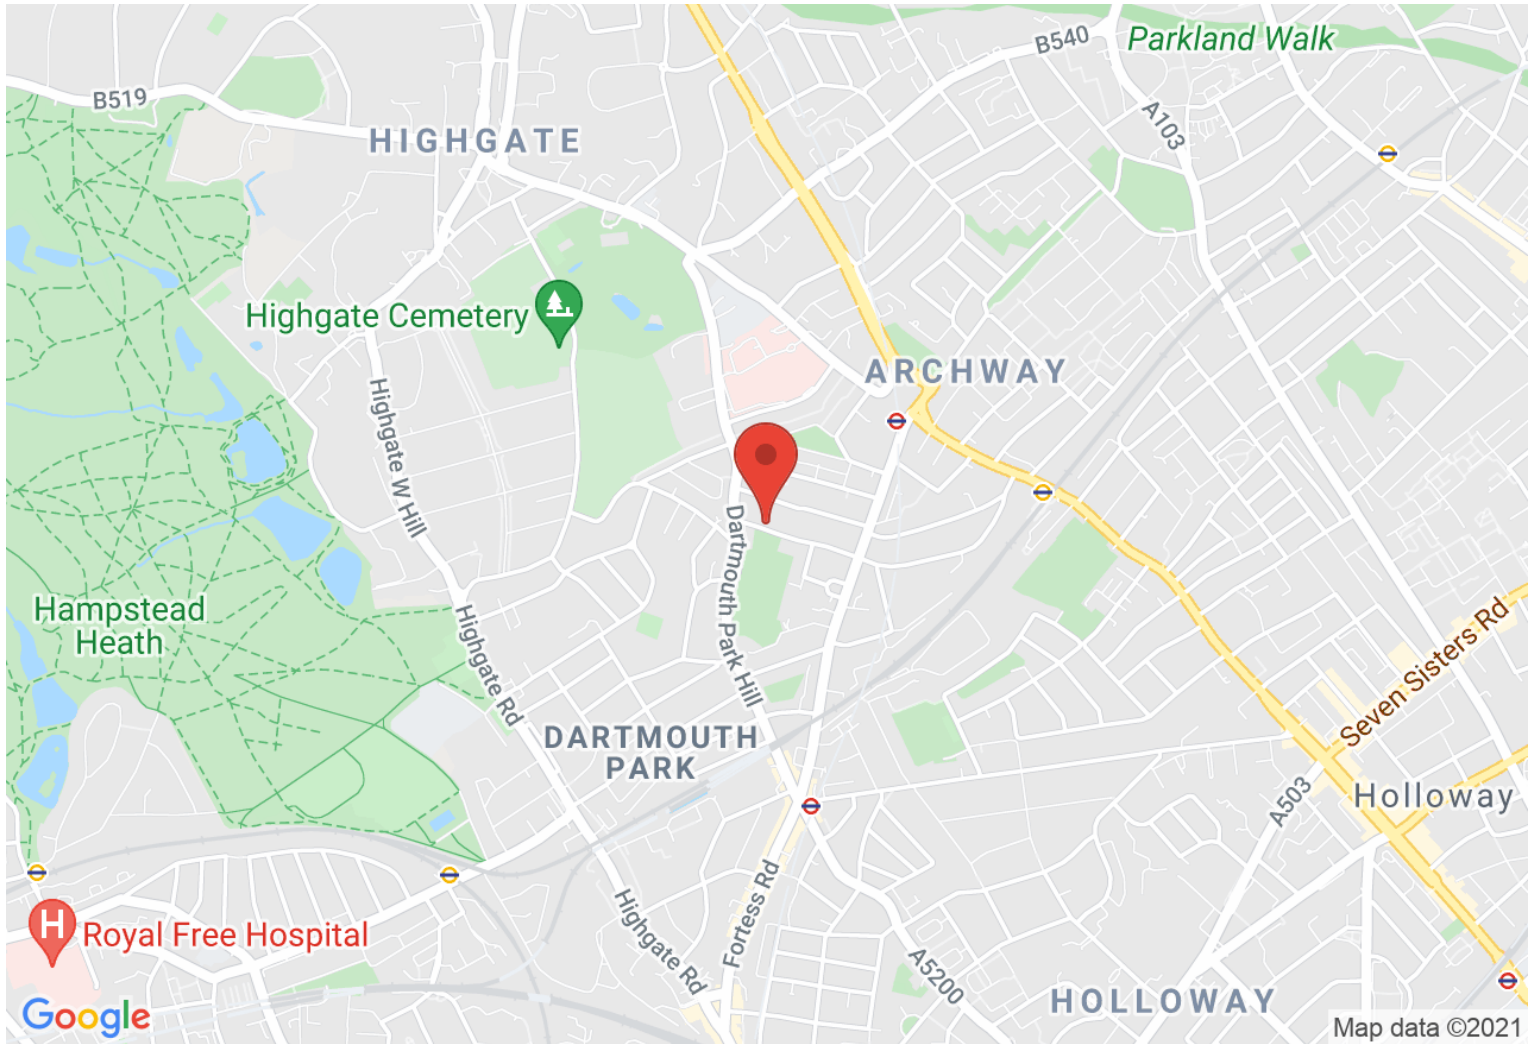 Parkland Walk
B540
B519
A103
HIGHGATE
Highgate Cemetery
ARCHWAY
Highgate W Hill
Dartmouth Park Hill
Hampstead
Heath
Highgate Rd
Seven Sisters Rd
DARTMOUTH
PARK
A503
Holloway
H
Royal Free Hospital
Highgate Rd
Fortess Rd
A5200
HOLLOWAY
Google
Map data ©2021